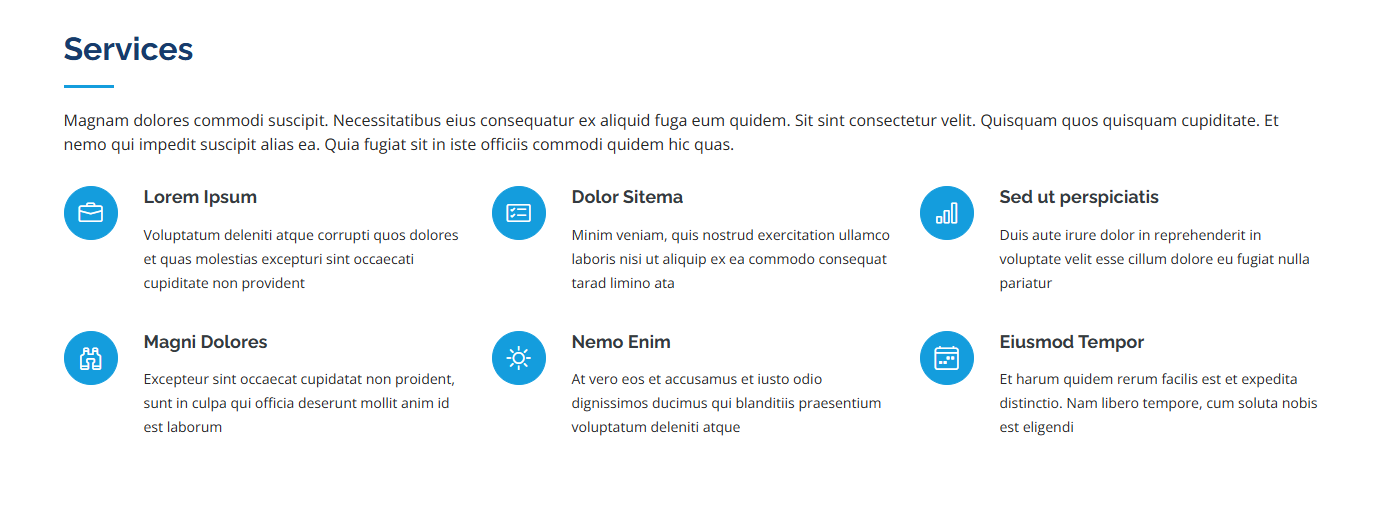 Services
Magnam dolores commodi suscipit. Necessitatibus eius consequatur ex aliquid fuga eum quidem. Sit sint consectetur velit. Quisquam quos quisquam cupiditate. Et
nemo qui impedit suscipit alias ea. Quia fugiat sit in iste officiis commodi quidem hic quas.
Lorem Ipsum
Voluptatum deleniti atque corrupti quos dolores
et quas molestias excepturi sint occaecati
cupiditate non provident
Dolor Sitema
Minim veniam, quis nostrud exercitation ullamco
laboris nisi ut aliquip ex ea commodo consequat
tarad limino ata
Sed ut perspiciatis
Duis aute irure dolor in reprehenderit in
voluptate velit esse cillum dolore eu fugiat nulla
pariatur
Magni Dolores
Excepteur sint occaecat cupidatat non proident,
sunt in culpa qui officia deserunt mollit anim id
est laborum
Nemo Enim
At vero eos et accusamus et iusto odio
dignissimos ducimus qui blanditiis praesentium
voluptatum deleniti atque
Eiusmod Tempor
Et harum quidem rerum facilis est et expedita
distinctio. Nam libero tempore, cum soluta nobis
est eligendi